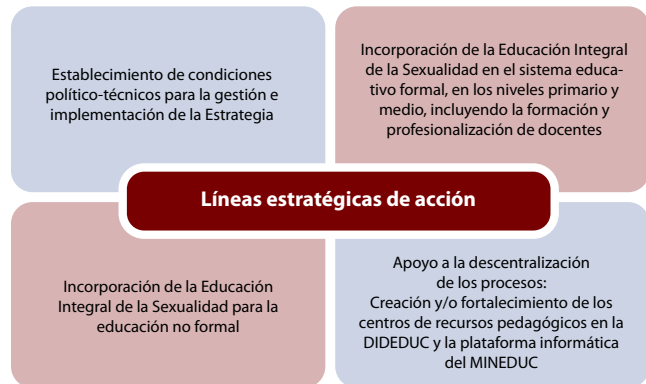 Establecimiento de condiciones
político-técnicos para la gestión e
implementación de la Estrategia
Incorporación de la Educación Integral
de la Sexualidad en el sistema educa-
tivo formal, en los niveles primario y
medio, incluyendo la formación y
profesionalización de docentes
Líneas estratégicas de acción
Incorporación de la Educación
Integral de la Sexualidad para la
educación no formal
Apoyo a la descentralización
de los procesos:
Creación y/o fortalecimiento de los
centros de recursos pedagógicos en la
DIDEDUC y la plataforma informática
del MINEDUC